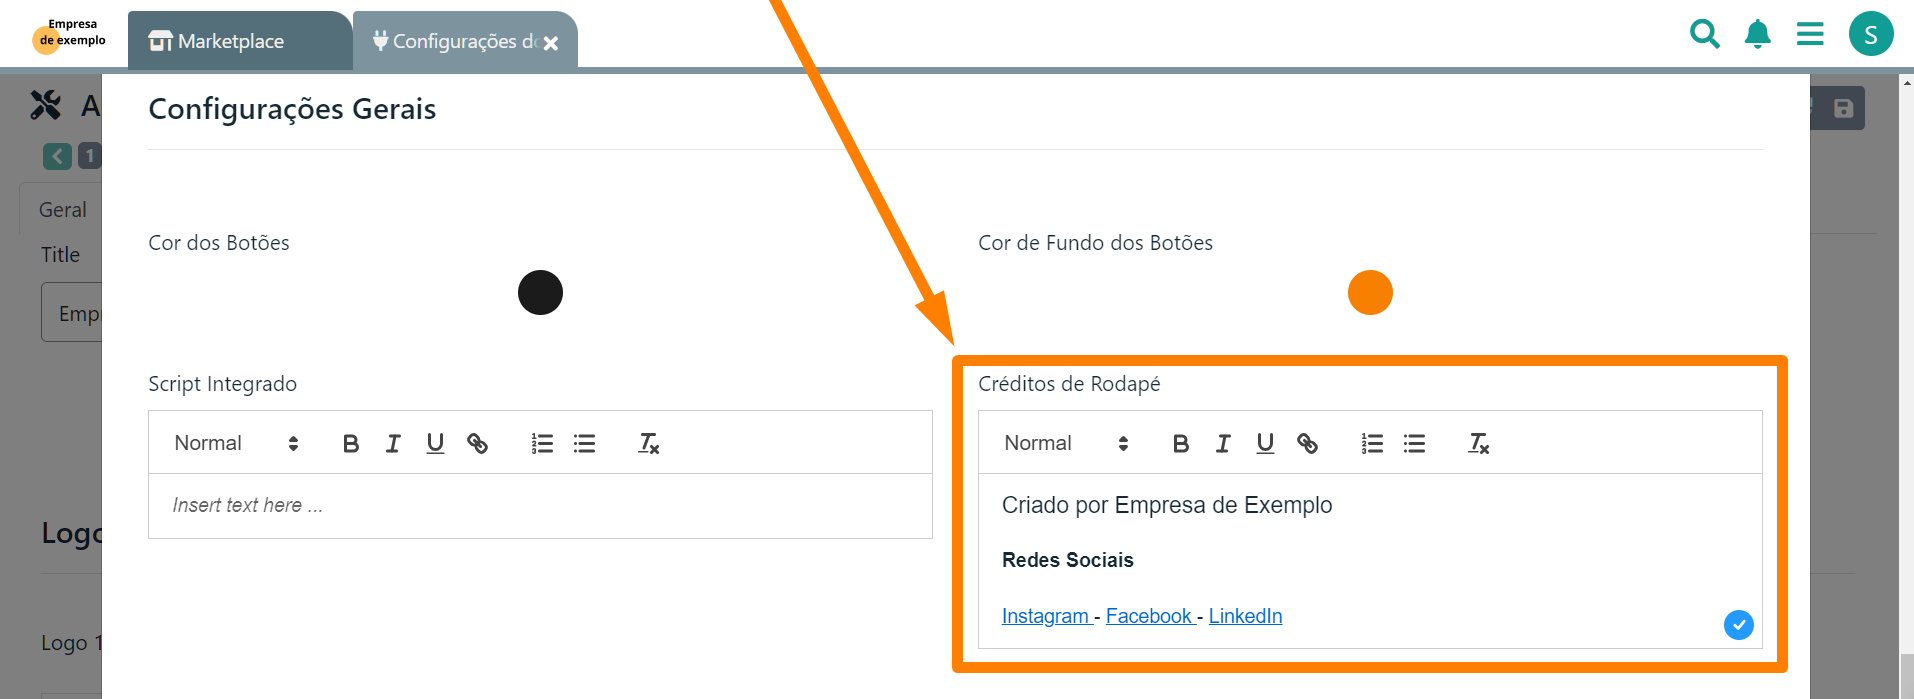 Empresa
de exemplo
Marketplace
Configurações do
S
A
1
Configurações Gerais
Geral
Cor dos Botões
Cor de Fundo dos Botões
Title
Emp
Script Integrado
Créditos de Rodapé
Normal
Normal
Insert text here ...
Criado por Empresa de Exemplo
Logo
Redes Sociais
Instagram - Facebook - LinkedIn
Logo 1